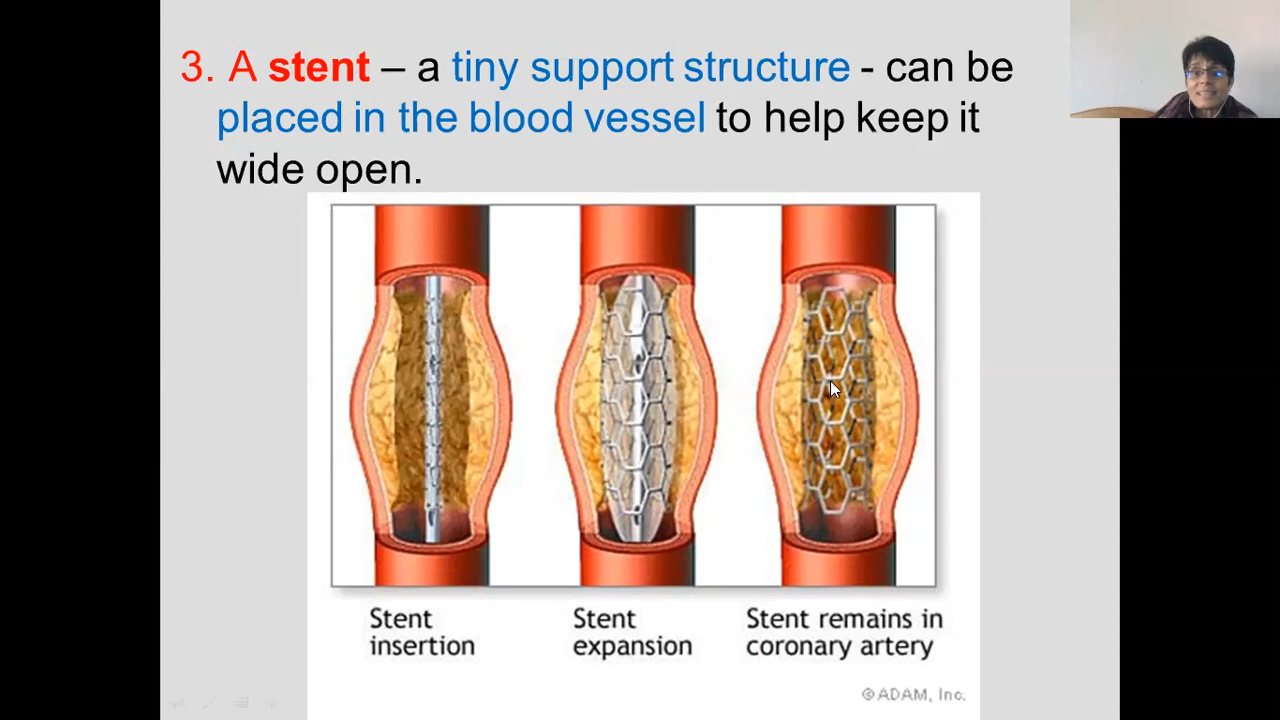 3. A stent – a tiny support structure - can be
placed in the blood vessel to help keep it
wide open.
Stent
insertion
Stent
expansion
Stent remains in
coronary artery
©ADAM, Inc.